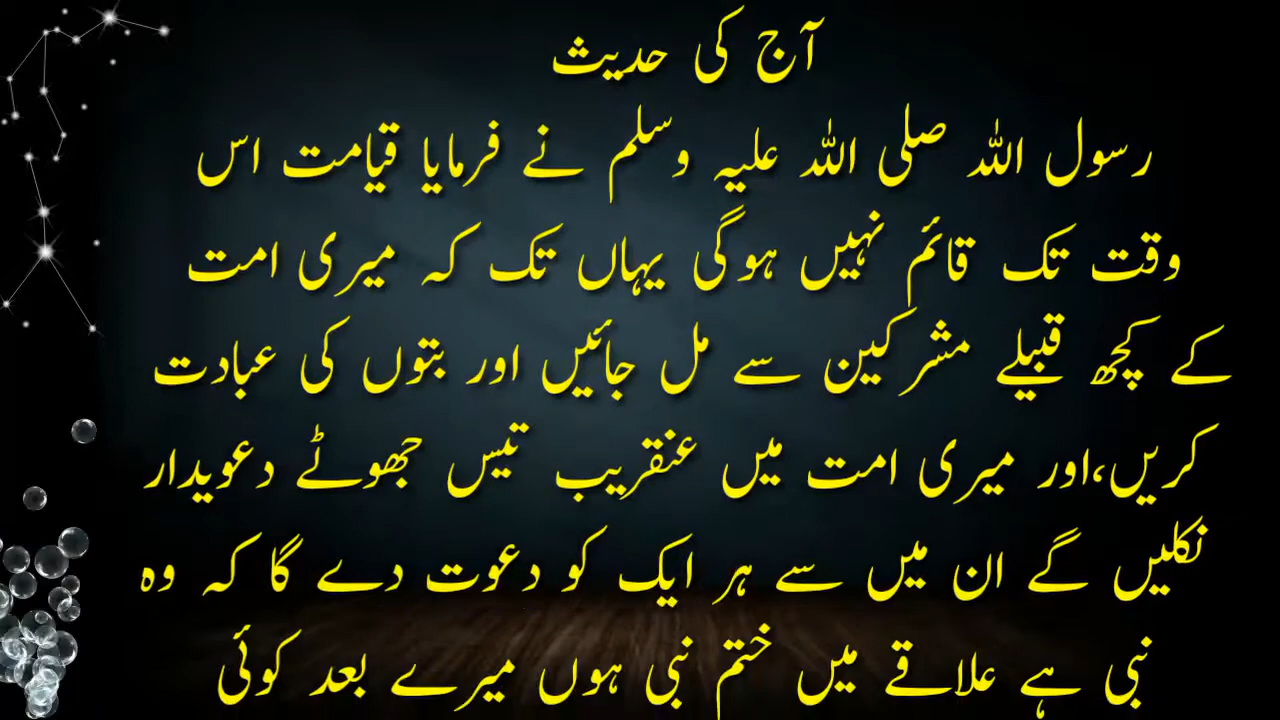 آج کی حدیث
رسول اللہ صلی اللہ علیہ وسلم نے فرمایا قیامت اس
وقت تک قائم نہیں ہوگی یہاں تک کہ میری امت
کے کچھ قبیلے مشرکین سے مل جائیں اور بتوں کی عبادت
کریں،اور میری امت میں عنقریب تیس جھوٹے دعویدار
نکلیں گے ان میں سے ہر ایک کو دعوت دے گا کہ وہ
نبی ہے علاقے میں ختم نبی ہوں میرے بعد کوئی